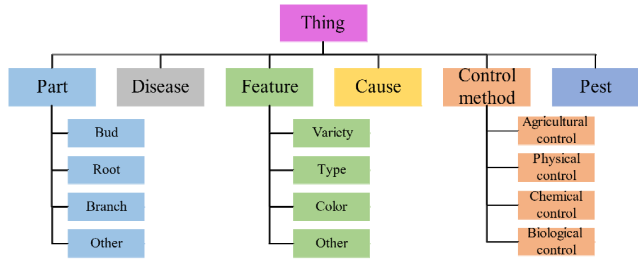 Thing
Part
Disease
Feature
Cause
Control
method
Pest
Bud
Root
Branch
Other
Variety
Type
Color
Other
Agricultural
control
Physical
control
Chemical
control
Biological
control